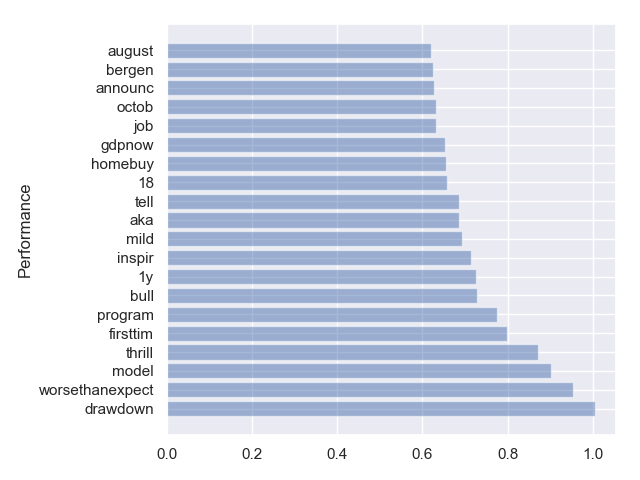 august
bergen
announc
octob
job
gdpnow
homebuy
18
tell
aka
mild
inspir
1y
bull
program
firsttim
thrill
model
worsethanexpect
drawdown
Performance
0.0 0.2 0.4 0.6 0.8 1.0